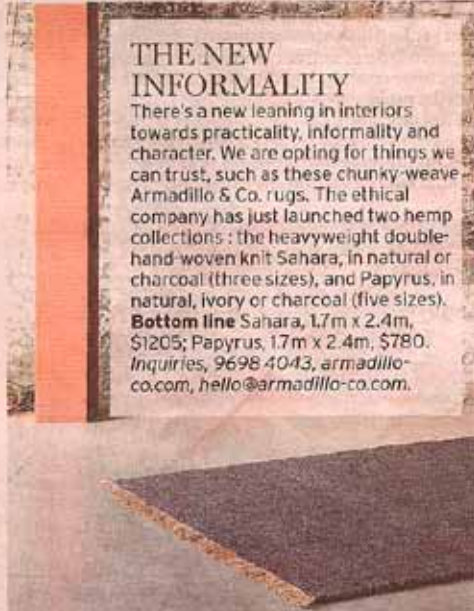 THE NEW
INFORMALITY
There's a new leaning in interiors
towards practicality, informality and
character. We are opting for things we
can trust, such as these chunky-weave
Armadillo & Co. rugs. The ethical
company has just launched two hemp
collections : the heavyweight double-
hand-woven knit Sahara, in natural or
charcoal (three sizes), and Papyrus, in
natural, ivory or charcoal (five sizes).
Bottom line Sahara, 1.7m x 2.4m,
$1205; Papyrus, 1.7m x 2.4m, $780.
Inquiries, 9698 4043, armadillo-
co.com, hello@armadillo-co.com.